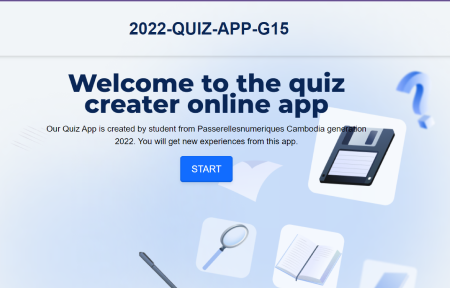 2022-QUIZ-APP-G15
Welcome to the quiz
creater online app
Our Quiz App is created by student from Passerellesnumeriques Cambodia generation
2022. You will get new experiences from this app.
START